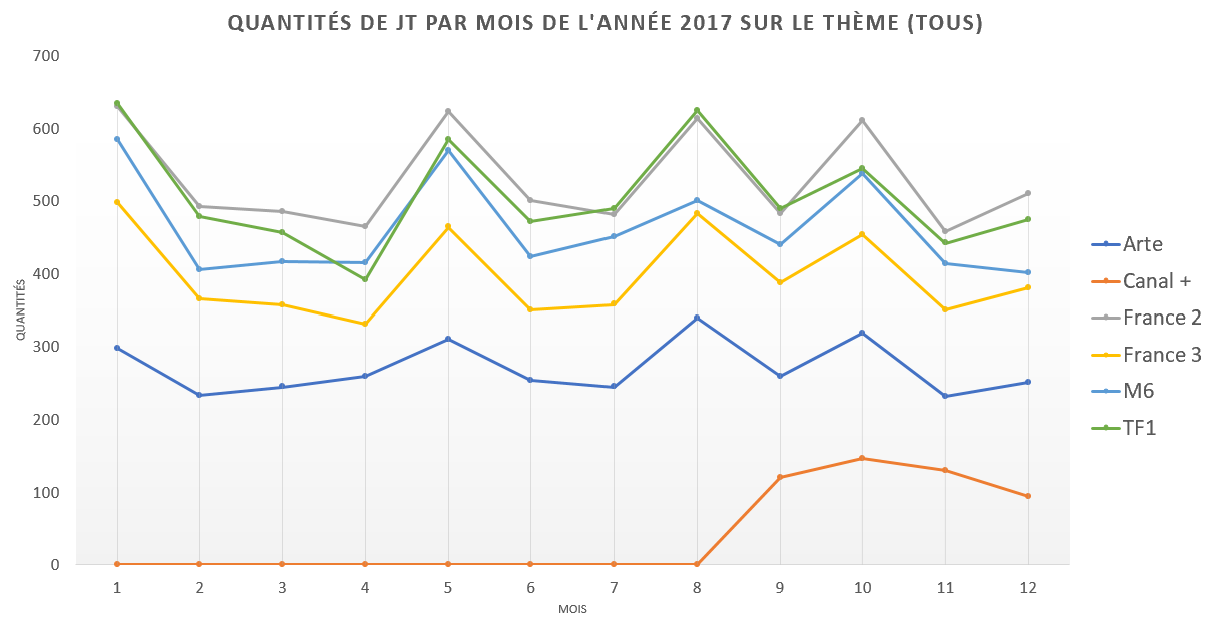 QUANTITÉS DE JT PAR MOIS DE L'ANNÉE 2017 SUR LE THÈME (TOUS)
700
600
500
400
300
200
100
0
QUANTITÉS
1 2 3 4 5 6 7 8 9 10 11 12
MOIS
Arte
Canal +
France 2
France 3
M6
TF1